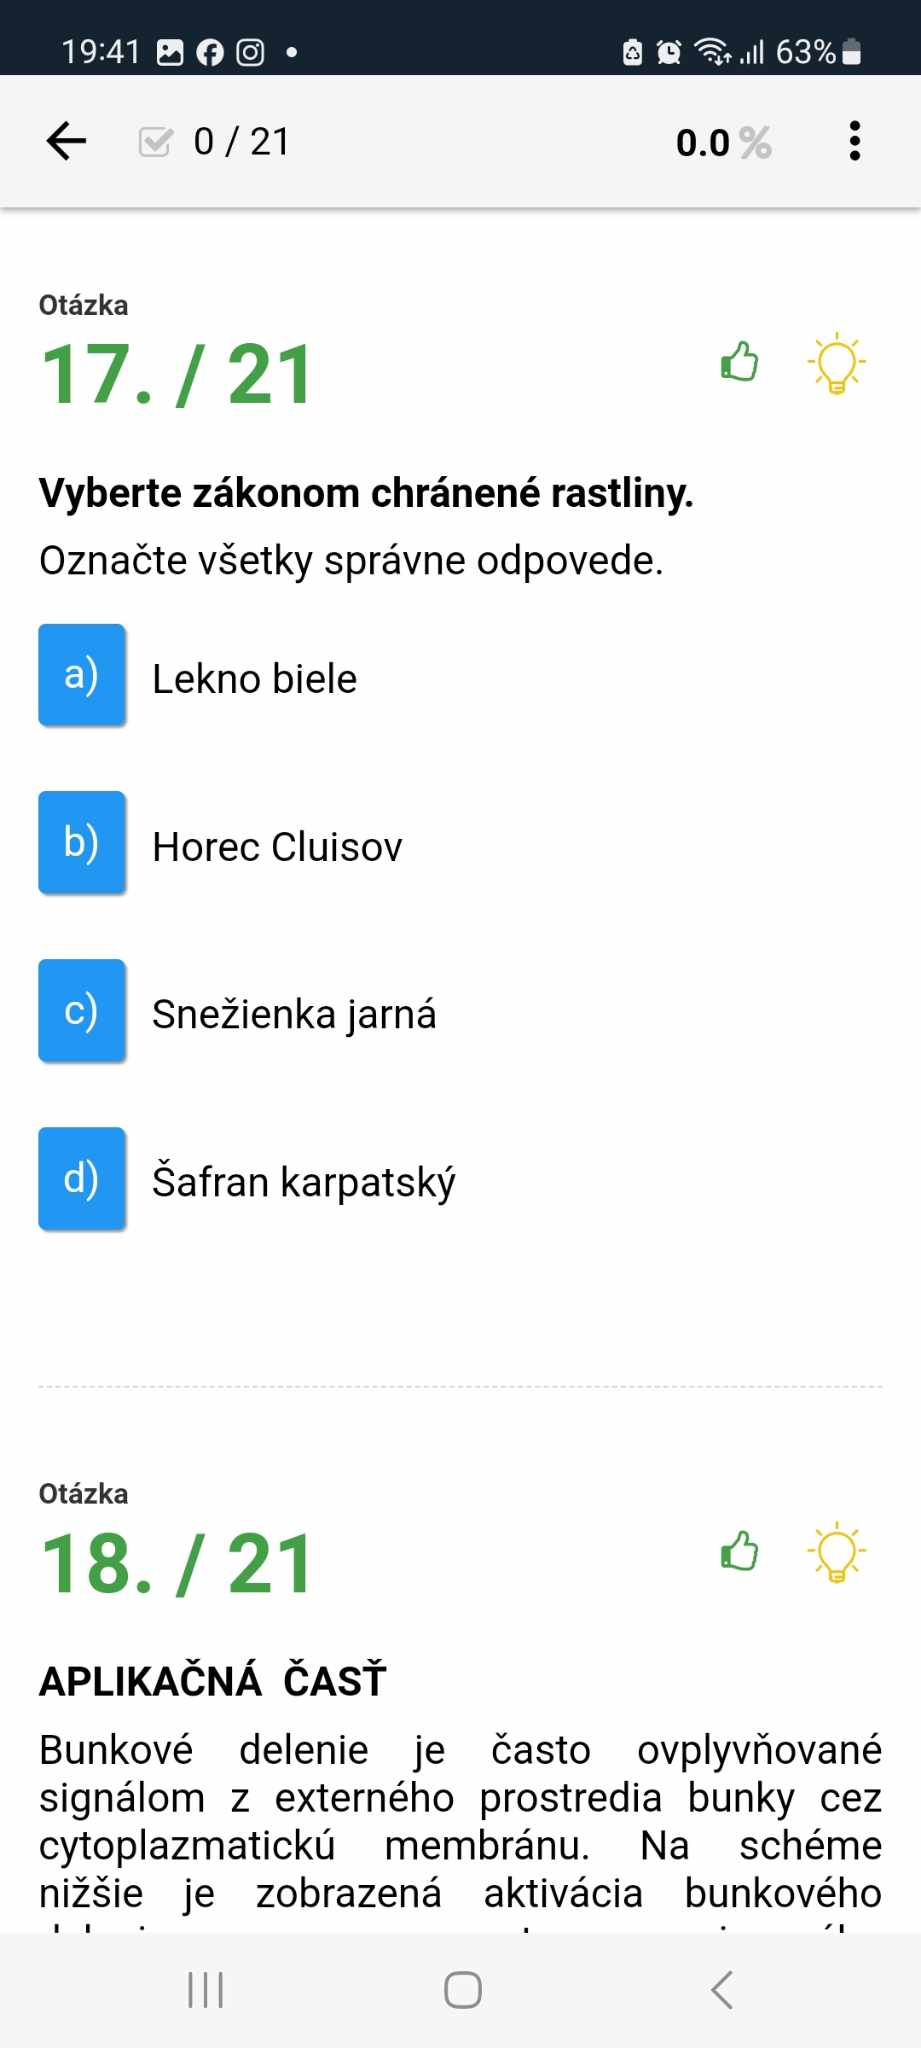 19:41
63%
0 / 21
0.0 %
Otázka
17. / 21
Vyberte zákonom chránené rastliny.
Označte všetky správne odpovede.
a) Lekno biele
b) Horec Cluisov
c) Snežienka jarná
d) Šafran karpatský
Otázka
18. / 21
APLIKAČNÁ ČASŤ
Bunkové delenie je často ovplyvňované
signálom z externého prostredia bunky cez
cytoplazmatickú membránu. Na schéme
nižšie je zobrazená aktivácia bunkového